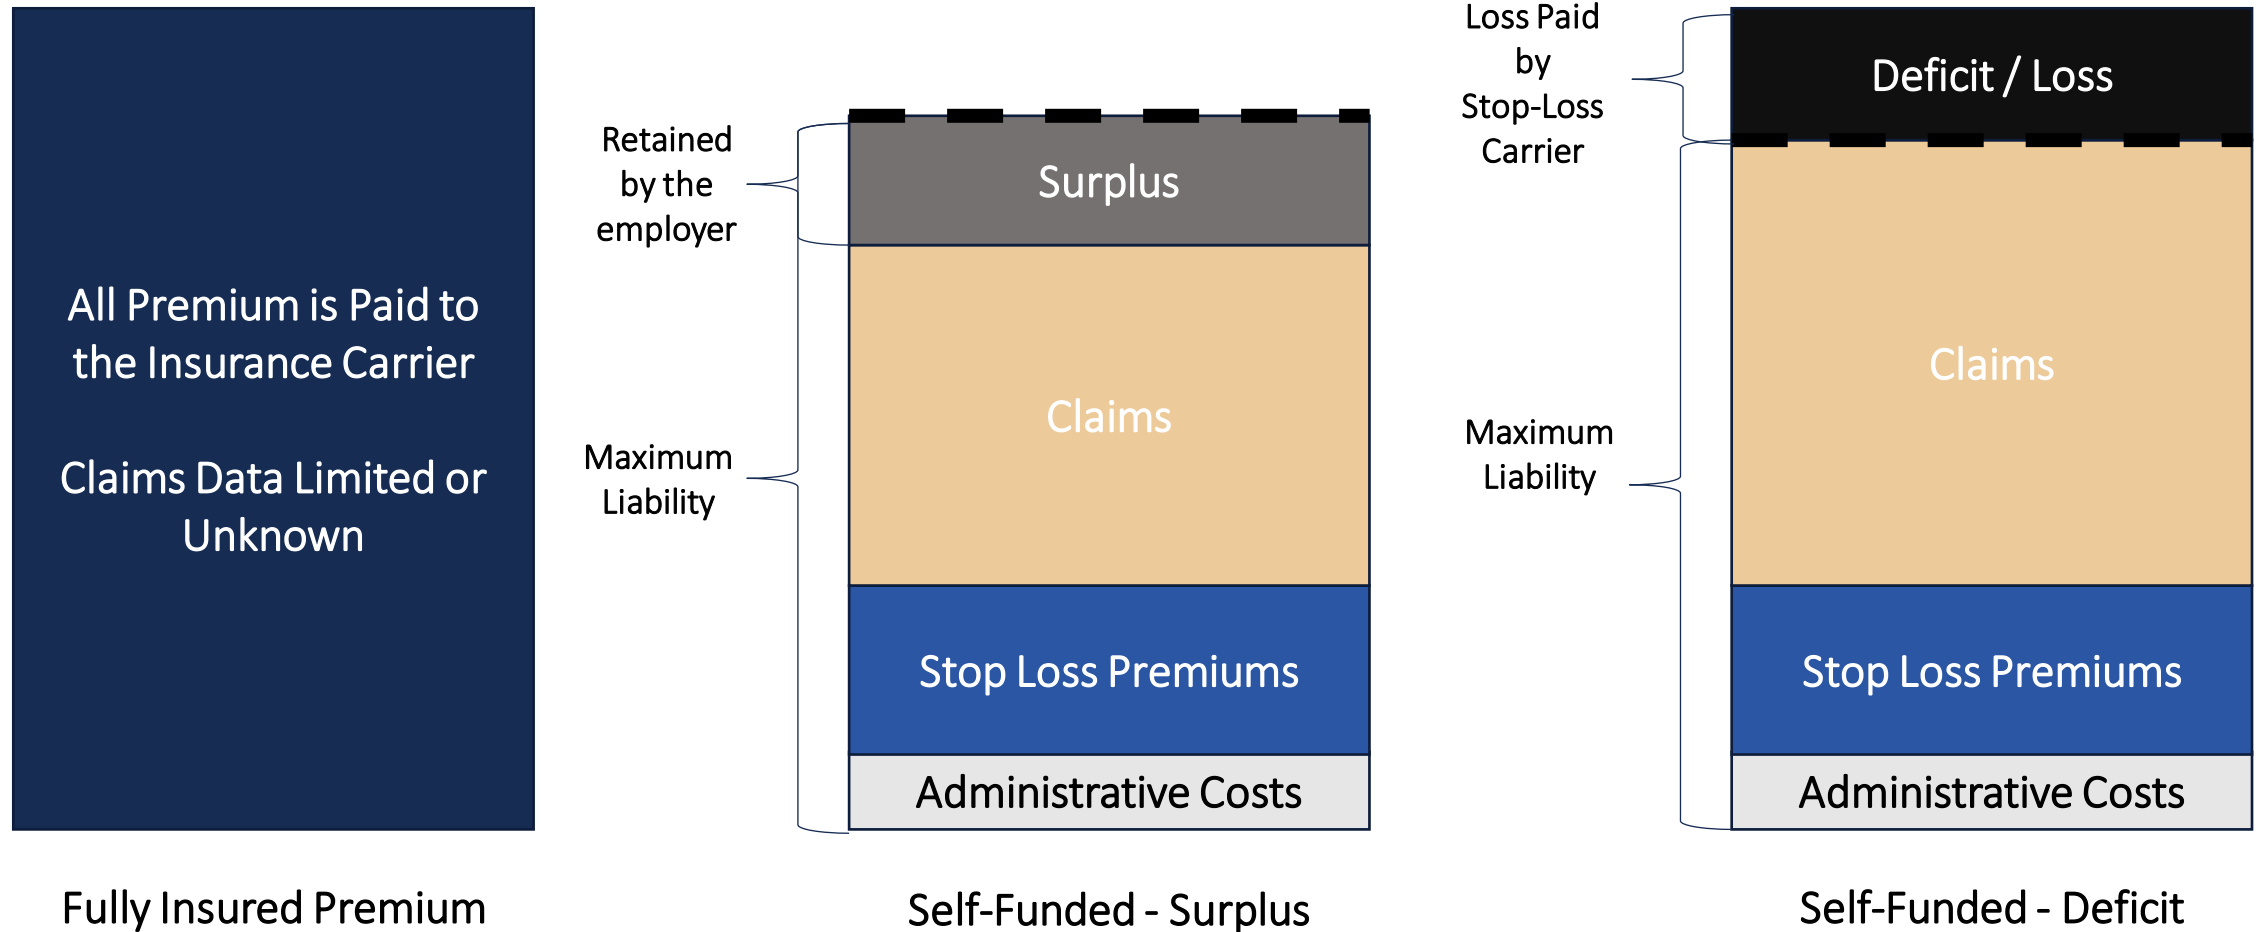 All Premium is Paid to
the Insurance Carrier
Claims Data Limited or
Unknown
Fully Insured Premium
Retained
by the
employer
Maximum
Liability
Surplus
Claims
Stop Loss Premiums
Administrative Costs
Self-Funded - Surplus
Loss Paid
by
Stop-Loss
Carrier
Maximum
Liability
Deficit / Loss
Claims
Stop Loss Premiums
Administrative Costs
Self-Funded - Deficit